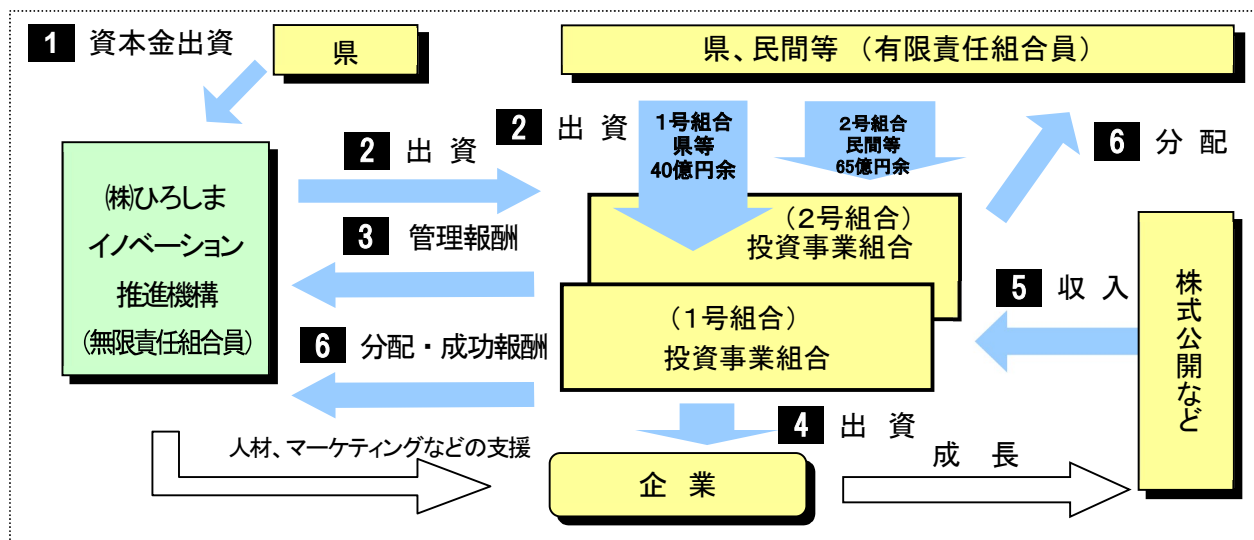 1 資本金出資
県
県、民間等 （有限責任組合員）
2 出 資
2 出 資
1号組合
県等
40億円余
2号組合
民間等
65億円余
6 分 配
㈱ひろしま
イノベーション
推進機構
（無限責任組合員）
3 管理報酬
6 分配・成功報酬
（２号組合）
投資事業組合
（１号組合）
投資事業組合
5 収 入
株式公開など
4 出 資
人材、マーケティングなどの支援
企 業
成 長